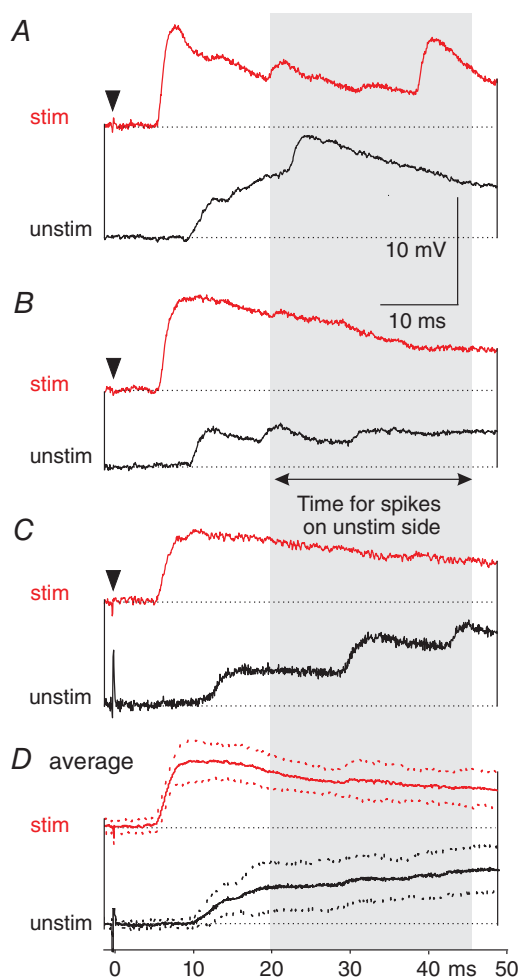 A
stim
unstim
10 mV
10 ms
B
stim
unstim
Time for spikes
on unstim side
C
stim
unstim
D average
stim
unstim
0 10 20 30 40 ms 50